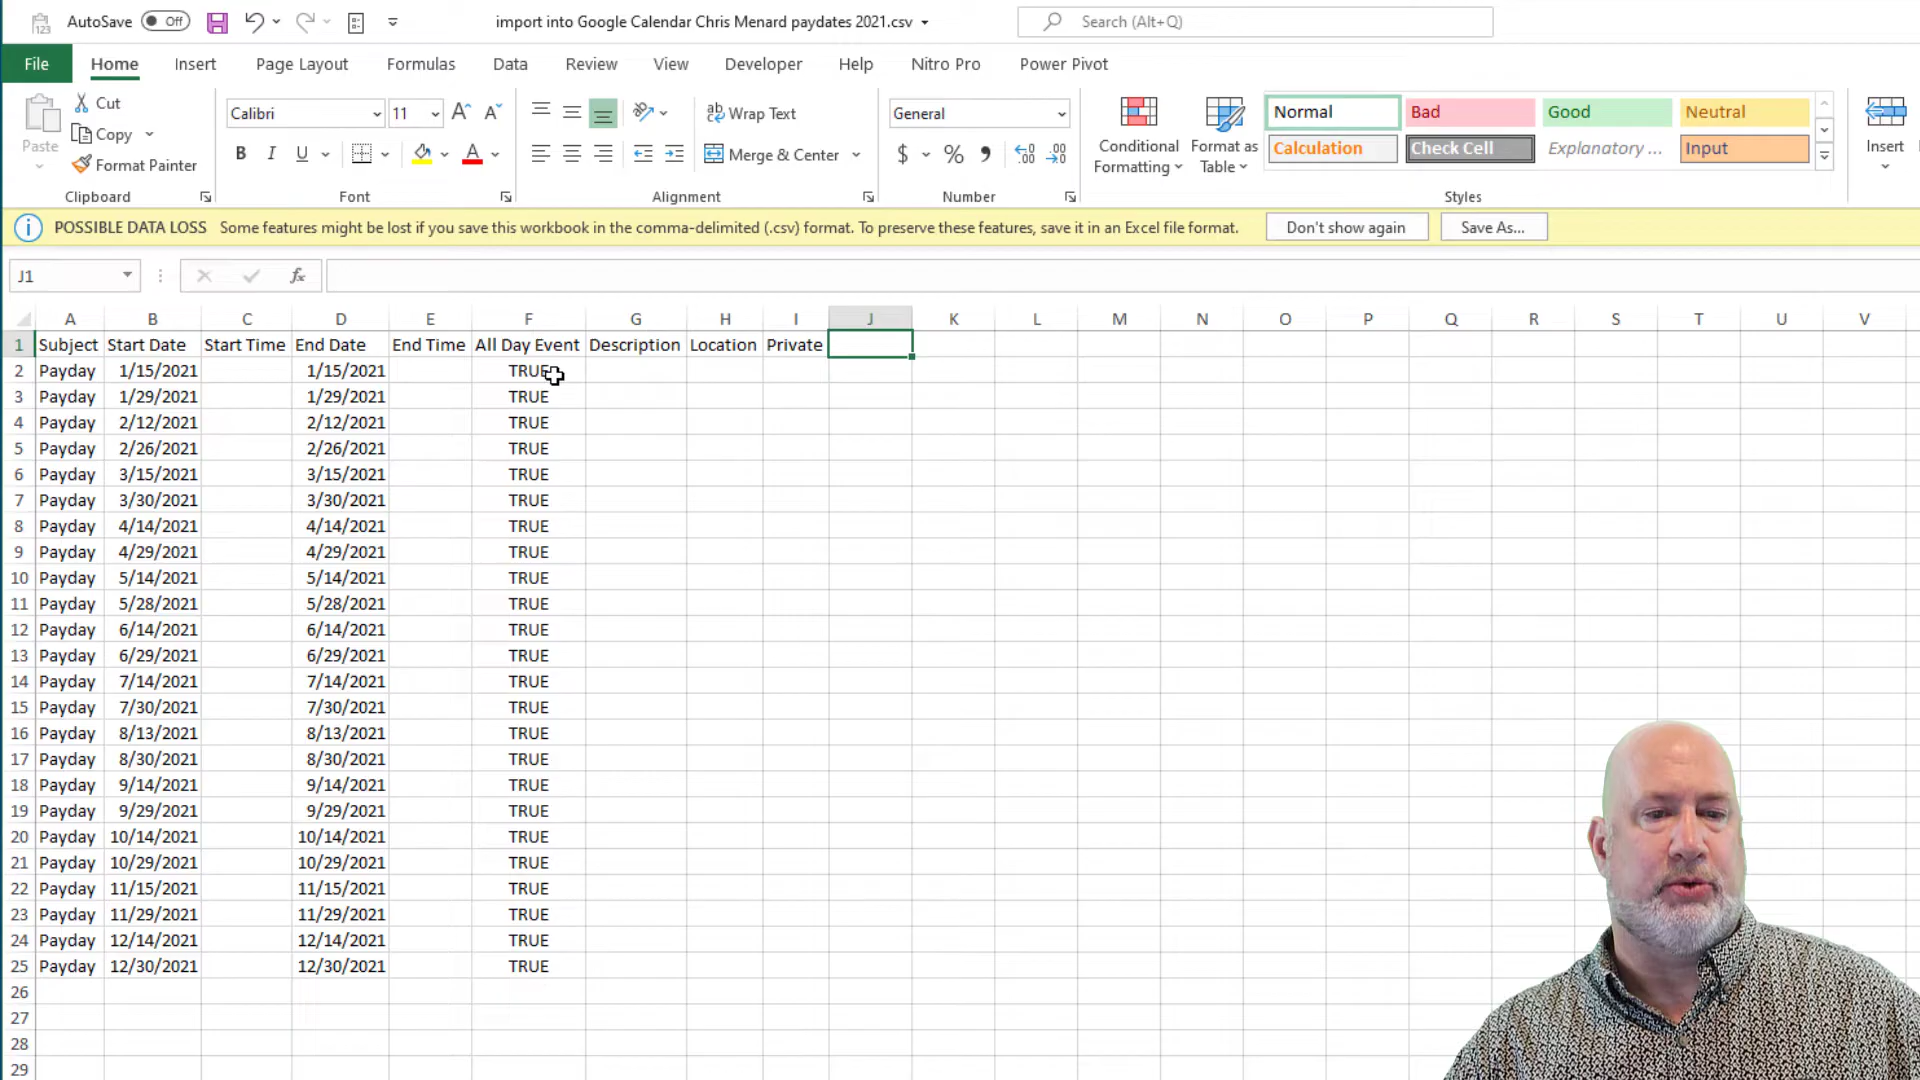 AutoSave Off import into Google Calendar Chris Menard paydates 2021.csv Search (Alt+Q)
File Home Insert Page Layout Formulas Data Review View Developer Help Nitro Pro Power Pivot
Paste Cut Copy Format Painter Clipboard
Calibri 11 B I U A Font
Wrap Text Merge & Center Alignment
General $ % Number
Conditional Formatting Format as Table
Normal Bad Good Neutral
Calculation Check Cell Explanatory ... Input
Styles
Insert
POSSIBLE DATA LOSS Some features might be lost if you save this workbook in the comma-delimited (.csv) format. To preserve these features, save it in an Excel file format. Don't show again Save As...
J1 fx
A B C D E F G H I J K L M N O P Q R S T U V
1 Subject Start Date Start Time End Date End Time All Day Event Description Location Private
2 Payday 1/15/2021 1/15/2021 TRUE
3 Payday 1/29/2021 1/29/2021 TRUE
4 Payday 2/12/2021 2/12/2021 TRUE
5 Payday 2/26/2021 2/26/2021 TRUE
6 Payday 3/15/2021 3/15/2021 TRUE
7 Payday 3/30/2021 3/30/2021 TRUE
8 Payday 4/14/2021 4/14/2021 TRUE
9 Payday 4/29/2021 4/29/2021 TRUE
10 Payday 5/14/2021 5/14/2021 TRUE
11 Payday 5/28/2021 5/28/2021 TRUE
12 Payday 6/14/2021 6/14/2021 TRUE
13 Payday 6/29/2021 6/29/2021 TRUE
14 Payday 7/14/2021 7/14/2021 TRUE
15 Payday 7/30/2021 7/30/2021 TRUE
16 Payday 8/13/2021 8/13/2021 TRUE
17 Payday 8/30/2021 8/30/2021 TRUE
18 Payday 9/14/2021 9/14/2021 TRUE
19 Payday 9/29/2021 9/29/2021 TRUE
20 Payday 10/14/2021 10/14/2021 TRUE
21 Payday 10/29/2021 10/29/2021 TRUE
22 Payday 11/15/2021 11/15/2021 TRUE
23 Payday 11/29/2021 11/29/2021 TRUE
24 Payday 12/14/2021 12/14/2021 TRUE
25 Payday 12/30/2021 12/30/2021 TRUE
26
27
28
29